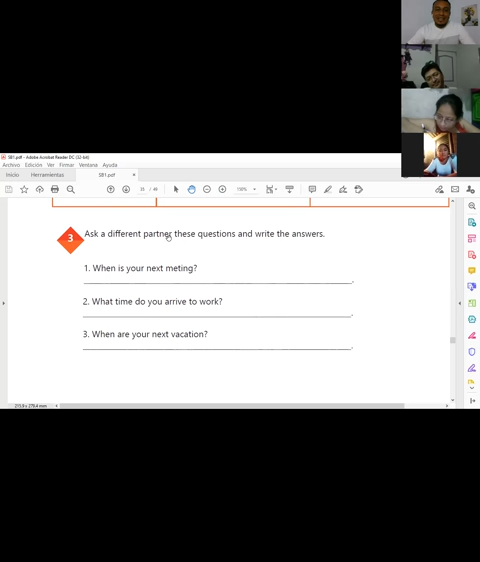 SB1.pdf - Adobe Acrobat Reader DC (32-bit)
Archivo Edición Ver Firmar Ventana Ayuda
Inicio Herramientas SB1.pdf ×
35 / 49 150%
3 Ask a different partner these questions and write the answers.
1. When is your next meting?
2. What time do you arrive to work?
3. When are your next vacation?
215.9 x 279.4 mm